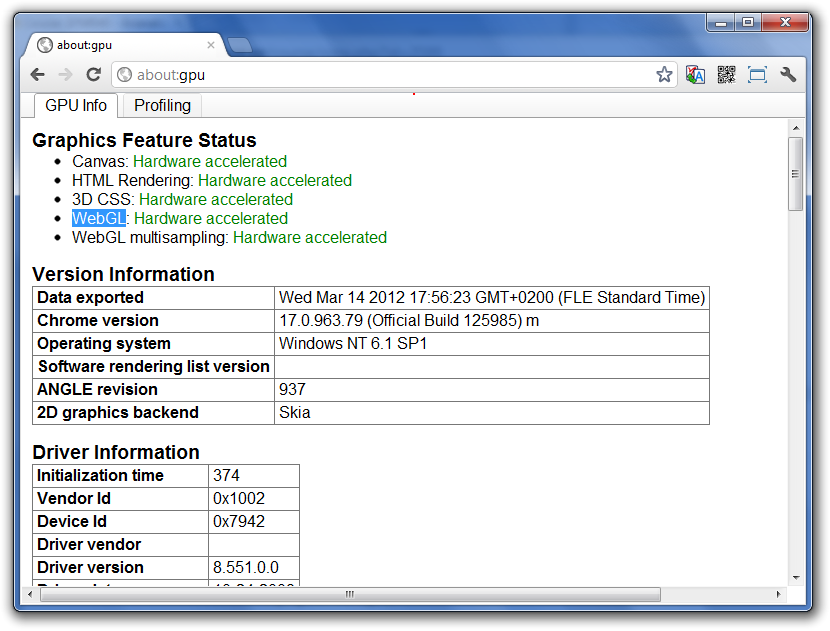 about:gpu
about:gpu
GPU Info Profiling
Graphics Feature Status
Canvas: Hardware accelerated
HTML Rendering: Hardware accelerated
3D CSS: Hardware accelerated
WebGL: Hardware accelerated
WebGL multisampling: Hardware accelerated
Version Information
Data exported Wed Mar 14 2012 17:56:23 GMT+0200 (FLE Standard Time)
Chrome version 17.0.963.79 (Official Build 125985) m
Operating system Windows NT 6.1 SP1
Software rendering list version
ANGLE revision 937
2D graphics backend Skia
Driver Information
Initialization time 374
Vendor Id 0x1002
Device Id 0x7942
Driver vendor
Driver version 8.551.0.0